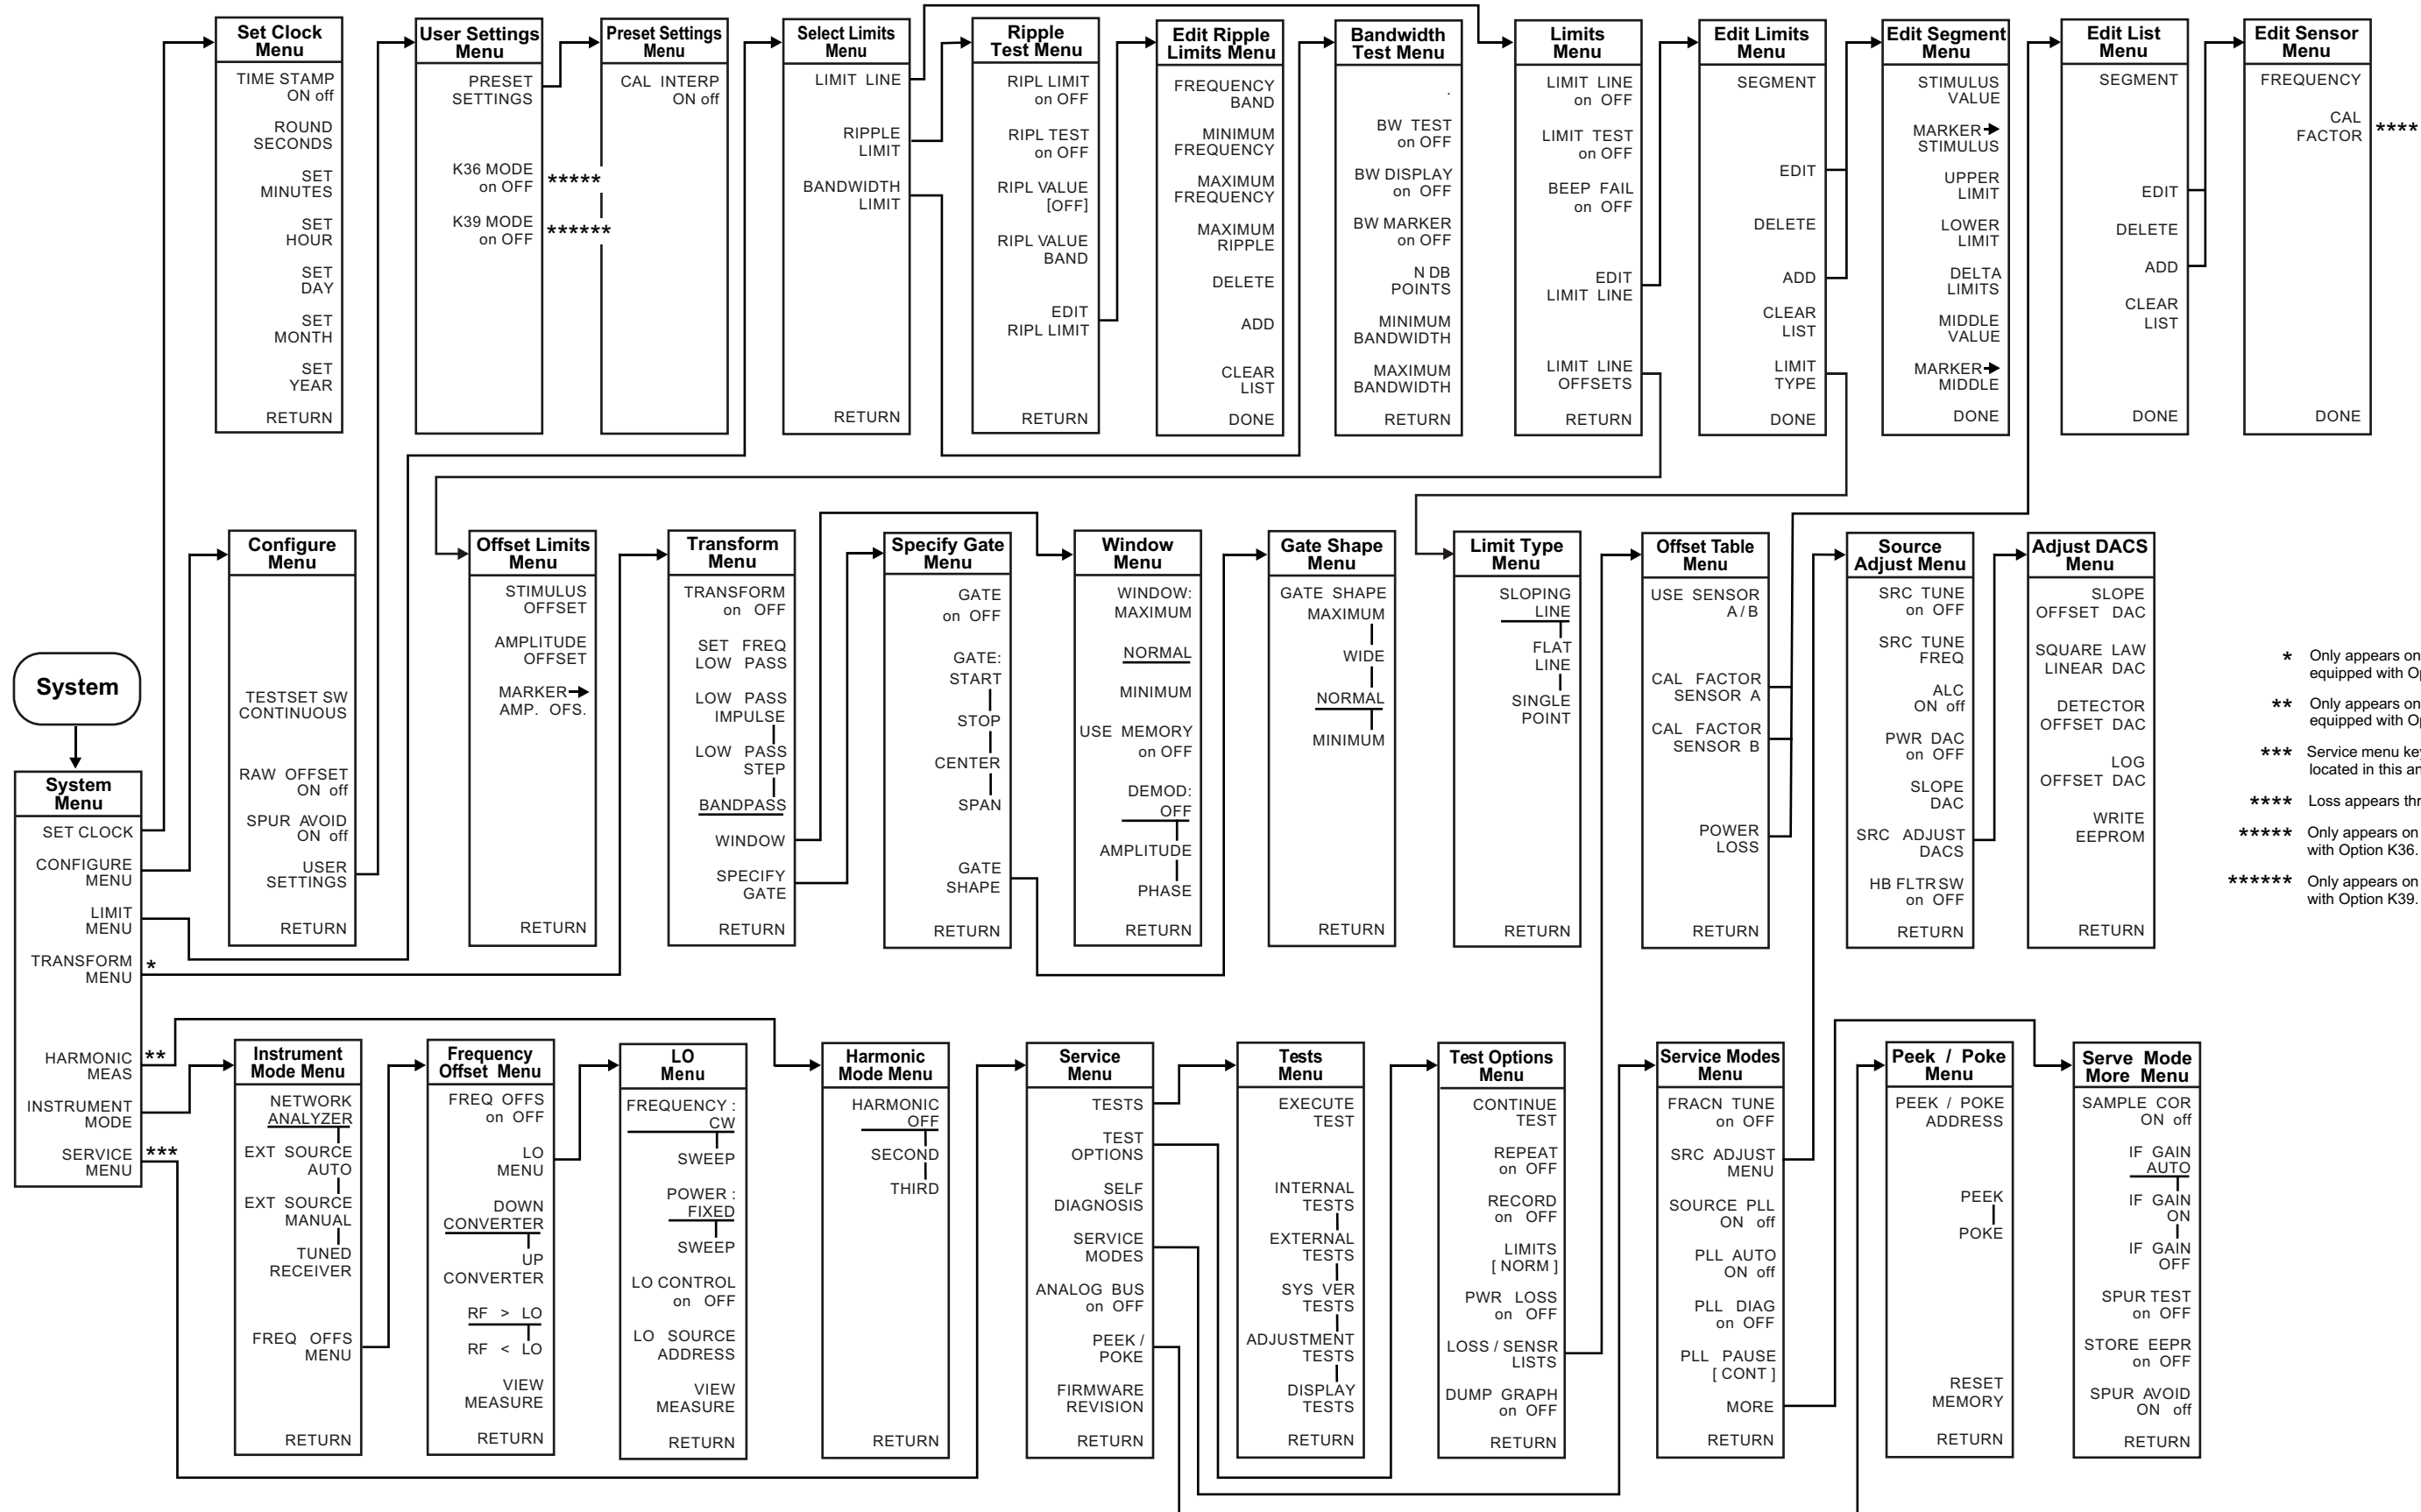 Set Clock
Menu
TIME STAMP
ON off
ROUND
SECONDS
SET
MINUTES
SET
HOUR
SET
DAY
SET
MONTH
SET
YEAR
RETURN
User Settings
Menu
PRESET
SETTINGS
K36 MODE
on OFF
*****
K39 MODE
on OFF
******
Preset Settings
Menu
CAL INTERP
ON off
Select Limits
Menu
LIMIT LINE
RIPPLE
LIMIT
BANDWIDTH
LIMIT
RETURN
Ripple
Test Menu
RIPL LIMIT
on OFF
RIPL TEST
on OFF
RIPL VALUE
[OFF]
RIPL VALUE
BAND
EDIT
RIPL LIMIT
RETURN
Edit Ripple
Limits Menu
FREQUENCY
BAND
MINIMUM
FREQUENCY
MAXIMUM
FREQUENCY
MAXIMUM
RIPPLE
DELETE
ADD
CLEAR
LIST
DONE
Bandwidth
Test Menu
.
BW TEST
on OFF
BW DISPLAY
on OFF
BW MARKER
on OFF
N DB
POINTS
MINIMUM
BANDWIDTH
MAXIMUM
BANDWIDTH
RETURN
Limits
Menu
LIMIT LINE
on OFF
LIMIT TEST
on OFF
BEEP FAIL
on OFF
EDIT
LIMIT LINE
LIMIT LINE
OFFSETS
RETURN
Edit Limits
Menu
SEGMENT
EDIT
DELETE
ADD
CLEAR
LIST
LIMIT
TYPE
DONE
Edit Segment
Menu
STIMULUS
VALUE
MARKER→
STIMULUS
UPPER
LIMIT
LOWER
LIMIT
DELTA
LIMITS
MIDDLE
VALUE
MARKER→
MIDDLE
DONE
Edit List
Menu
SEGMENT
EDIT
DELETE
ADD
CLEAR
LIST
DONE
Edit Sensor
Menu
FREQUENCY
CAL
FACTOR
****
DONE
System
System
Menu
SET CLOCK
CONFIGURE
MENU
LIMIT
MENU
TRANSFORM
MENU
*
HARMONIC
MEAS
**
INSTRUMENT
MODE
SERVICE
MENU
***
Configure
Menu
TESTSET SW
CONTINUOUS
RAW OFFSET
ON off
SPUR AVOID
ON off
USER
SETTINGS
RETURN
Offset Limits
Menu
STIMULUS
OFFSET
AMPLITUDE
OFFSET
MARKER→
AMP. OFS.
RETURN
Transform
Menu
TRANSFORM
on OFF
SET FREQ
LOW PASS
LOW PASS
IMPULSE
LOW PASS
STEP
BANDPASS
WINDOW
SPECIFY
GATE
RETURN
Specify Gate
Menu
GATE
on OFF
GATE:
START
STOP
CENTER
SPAN
GATE
SHAPE
RETURN
Window
Menu
WINDOW:
MAXIMUM
NORMAL
MINIMUM
USE MEMORY
on OFF
DEMOD:
OFF
AMPLITUDE
PHASE
RETURN
Gate Shape
Menu
GATE SHAPE
MAXIMUM
WIDE
NORMAL
MINIMUM
RETURN
Limit Type
Menu
SLOPING
LINE
FLAT
LINE
SINGLE
POINT
RETURN
Offset Table
Menu
USE SENSOR
A / B
CAL FACTOR
SENSOR A
CAL FACTOR
SENSOR B
POWER
LOSS
RETURN
Source
Adjust Menu
SRC TUNE
on OFF
SRC TUNE
FREQ
ALC
ON off
PWR DAC
on OFF
SLOPE
DAC
SRC ADJUST
DACS
HB FLTR SW
on OFF
RETURN
Adjust DACS
Menu
SLOPE
OFFSET DAC
SQUARE LAW
LINEAR DAC
DETECTOR
OFFSET DAC
LOG
OFFSET DAC
WRITE
EEPROM
RETURN
* Only appears on
equipped with
** Only appears on
equipped with
*** Service menu
located in this
**** Loss appears
***** Only appears on
with Option K36.
****** Only appears on
with Option K39.
Instrument
Mode Menu
NETWORK
ANALYZER
EXT SOURCE
AUTO
EXT SOURCE
MANUAL
TUNED
RECEIVER
FREQ OFFS
MENU
RETURN
Frequency
Offset Menu
FREQ OFFS
on OFF
LO
MENU
DOWN
CONVERTER
UP
CONVERTER
RF > LO
RF < LO
VIEW
MEASURE
RETURN
LO
Menu
FREQUENCY :
CW
SWEEP
POWER :
FIXED
SWEEP
LO CONTROL
on OFF
LO SOURCE
ADDRESS
VIEW
MEASURE
RETURN
Harmonic
Mode Menu
HARMONIC
OFF
SECOND
THIRD
RETURN
Service
Menu
TESTS
TEST
OPTIONS
SELF
DIAGNOSIS
SERVICE
MODES
ANALOG BUS
on OFF
PEEK /
POKE
FIRMWARE
REVISION
RETURN
Tests
Menu
EXECUTE
TEST
INTERNAL
TESTS
EXTERNAL
TESTS
SYS VER
TESTS
ADJUSTMENT
TESTS
DISPLAY
TESTS
RETURN
Test Options
Menu
CONTINUE
TEST
REPEAT
on OFF
RECORD
on OFF
LIMITS
[ NORM ]
PWR LOSS
on OFF
LOSS / SENSR
LISTS
DUMP GRAPH
on OFF
RETURN
Service Modes
Menu
FRACN TUNE
on OFF
SRC ADJUST
MENU
SOURCE PLL
ON off
PLL AUTO
ON off
PLL DIAG
on OFF
PLL PAUSE
[ CONT ]
MORE
RETURN
Peek / Poke
Menu
PEEK / POKE
ADDRESS
PEEK
POKE
RESET
MEMORY
RETURN
Serve Mode
More Menu
SAMPLE COR
ON off
IF GAIN
AUTO
IF GAIN
ON
IF GAIN
OFF
SPUR TEST
on OFF
STORE EEPR
on OFF
SPUR AVOID
ON off
RETURN